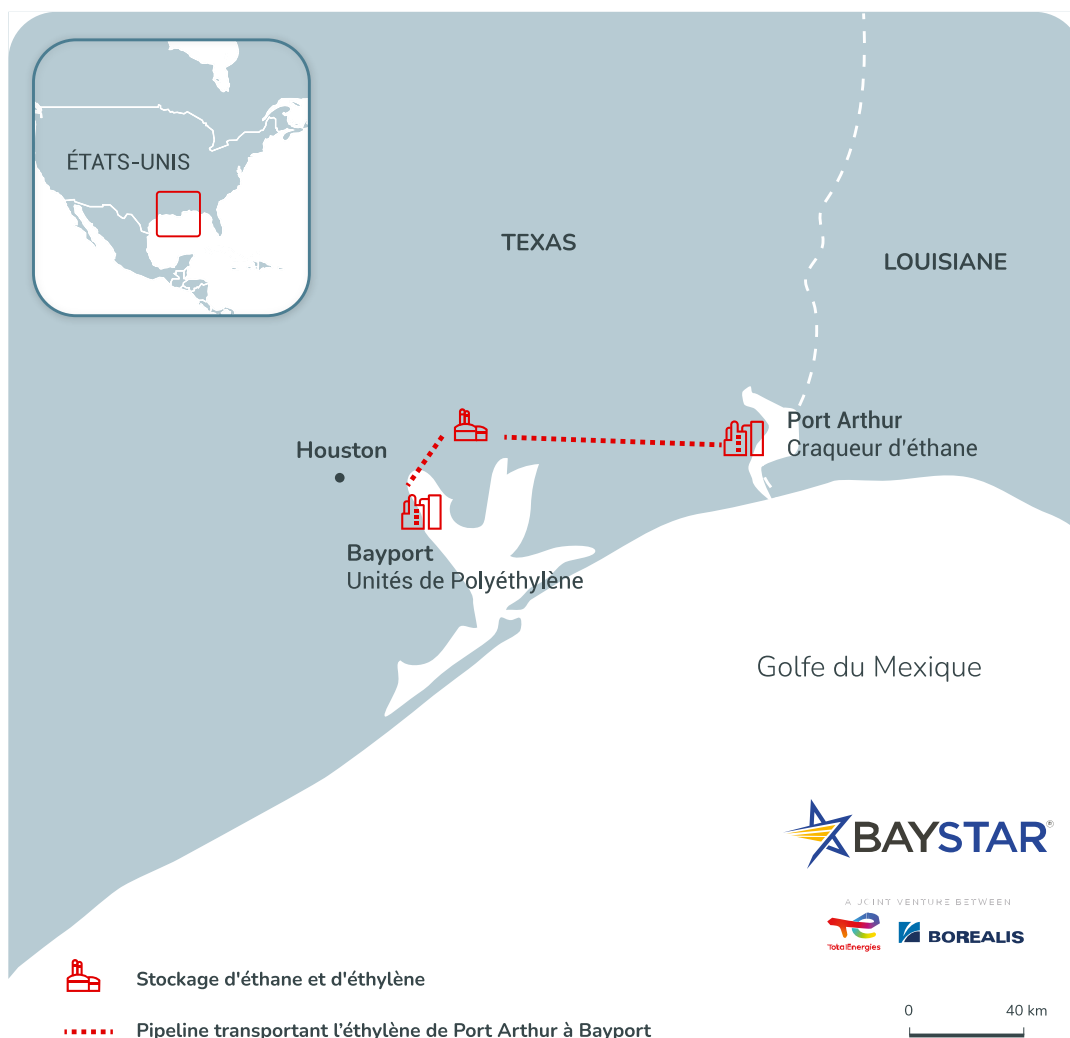 ÉTATS-UNIS
TEXAS
LOUISIANE
Port Arthur
Craqueur d'éthane
Houston
Bayport
Unités de Polyéthylène
Golfe du Mexique
BAYSTAR®
A JOINT VENTURE BETWEEN
TotalEnergies
BOREALIS
Stockage d'éthane et d'éthylène
Pipeline transportant l’éthylène de Port Arthur à Bayport
0 40 km